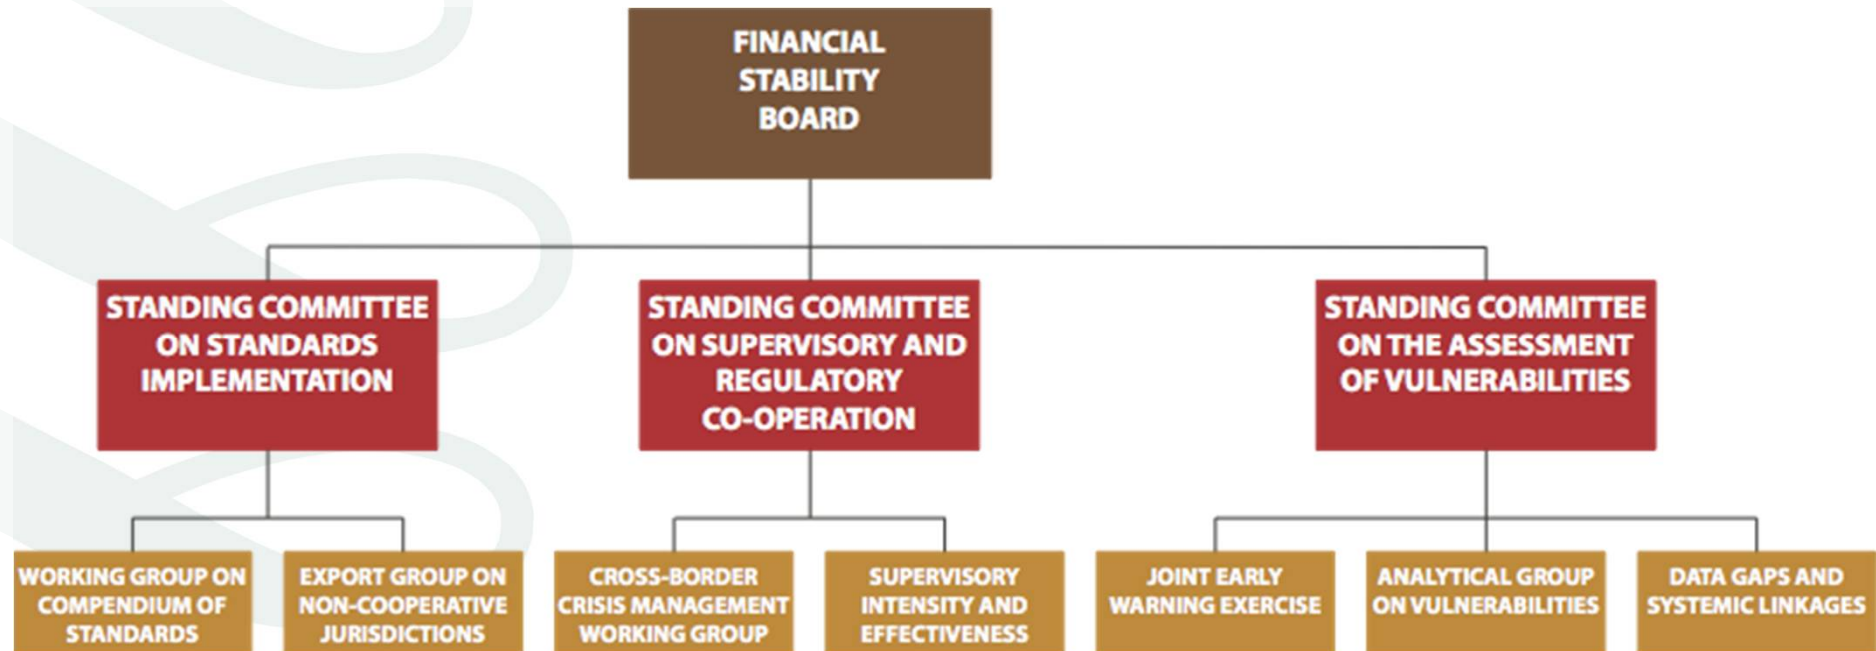 FINANCIAL
STABILITY
BOARD
STANDING COMMITTEE
ON STANDARDS
IMPLEMENTATION
STANDING COMMITTEE
ON SUPERVISORY AND
REGULATORY
CO-OPERATION
STANDING COMMITTEE
ON THE ASSESSMENT
OF VULNERABILITIES
WORKING GROUP ON
COMPENDIUM OF
STANDARDS
EXPORT GROUP ON
NON-COOPERATIVE
JURISDICTIONS
CROSS-BORDER
CRISIS MANAGEMENT
WORKING GROUP
SUPERVISORY
INTENSITY AND
EFFECTIVENESS
JOINT EARLY
WARNING EXERCISE
ANALYTICAL GROUP
ON VULNERABILITIES
DATA GAPS AND
SYSTEMIC LINKAGES